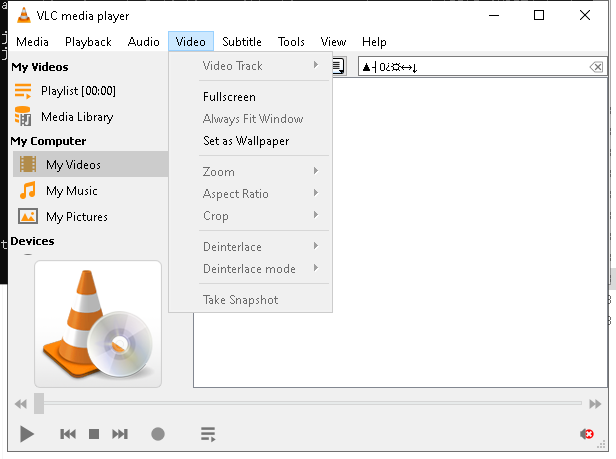 VLC media player
Media Playback Audio Video Subtitle Tools View Help
My Videos
Playlist [00:00]
Media Library
My Computer
My Videos
My Music
My Pictures
Devices
Video Track
Fullscreen
Always Fit Window
Set as Wallpaper
Zoom
Aspect Ratio
Crop
Deinterlace
Deinterlace mode
Take Snapshot
▲┤0¿¤↔↓